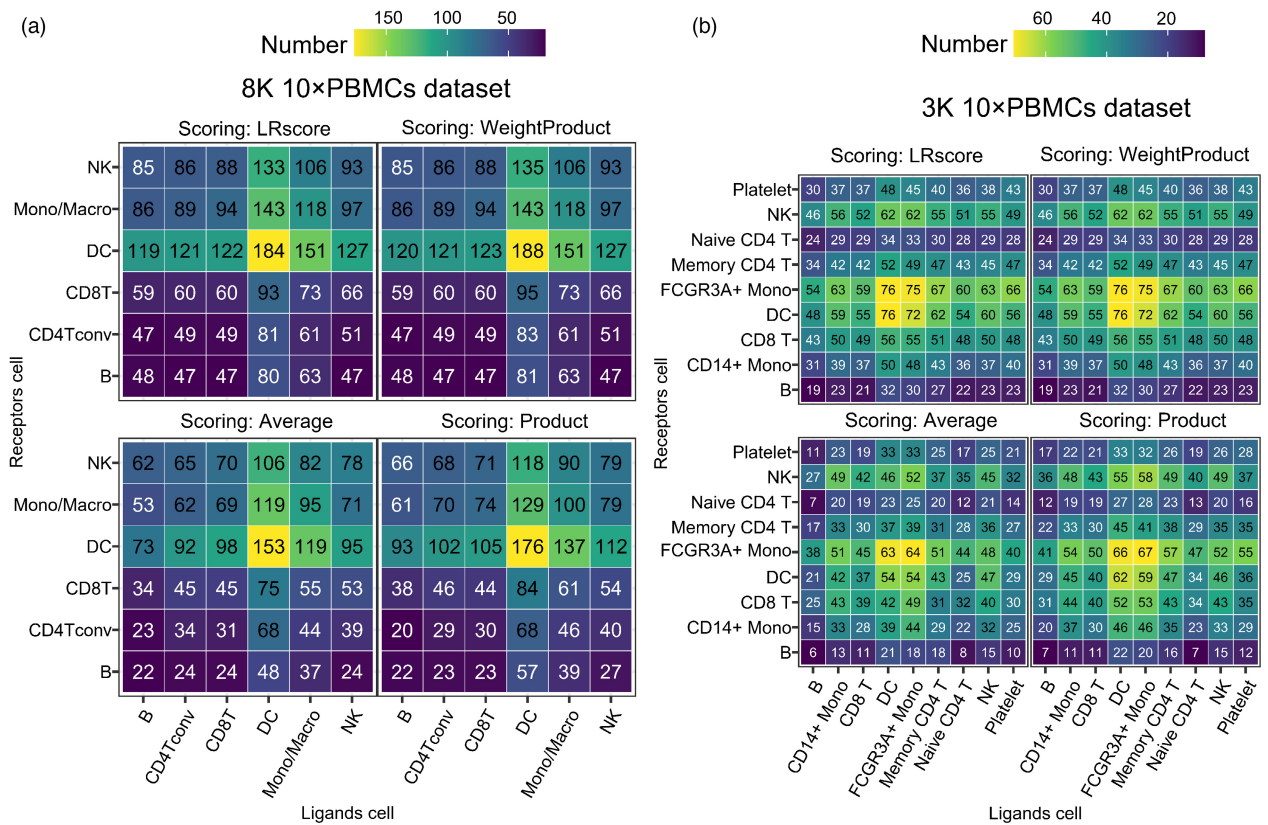 (a)
150 100 50
Number
8K 10×PBMCs dataset
Scoring: LRscore Scoring: WeightProduct
NK 85 86 88 133 106 93 85 86 88 135 106 93
Mono/Macro 86 89 94 143 118 97 86 89 94 143 118 97
DC 119 121 122 184 151 127 120 121 123 188 151 127
CD8T 59 60 60 93 73 66 59 60 60 95 73 66
CD4Tconv 47 49 49 81 61 51 47 49 49 83 61 51
B 48 47 47 80 63 47 48 47 47 81 63 47
Receptors cell
Scoring: Average Scoring: Product
NK 62 65 70 106 82 78 66 68 71 118 90 79
Mono/Macro 53 62 69 119 95 71 61 70 74 129 100 79
DC 73 92 98 153 119 95 93 102 105 176 137 112
CD8T 34 45 45 75 55 53 38 46 44 84 61 54
CD4Tconv 23 34 31 68 44 39 20 29 30 68 46 40
B 22 24 24 48 37 24 22 23 23 57 39 27
B CD4Tconv CD8T DC Mono/Macro NK B CD4Tconv CD8T DC Mono/Macro NK
Ligands cell
(b)
60 40 20
Number
3K 10×PBMCs dataset
Scoring: LRscore Scoring: WeightProduct
Platelet 30 37 37 48 45 40 36 38 43 30 37 37 48 45 40 36 38 43
NK 46 56 52 62 62 55 51 55 49 46 56 52 62 62 55 51 55 49
Naive CD4 T 24 29 29 34 33 30 28 29 28 24 29 29 34 33 30 28 29 28
Memory CD4 T 34 42 42 52 49 47 43 45 47 34 42 42 52 49 47 43 45 47
FCGR3A+ Mono 54 63 59 76 75 67 60 63 66 54 63 59 76 75 67 60 63 66
DC 48 59 55 76 72 62 54 60 56 48 59 55 76 72 62 54 60 56
CD8 T 43 50 49 56 55 51 48 50 48 43 50 49 56 55 51 48 50 48
CD14+ Mono 31 39 37 50 48 43 36 37 40 31 39 37 50 48 43 36 37 40
B 19 23 21 32 30 27 22 23 23 19 23 21 32 30 27 22 23 23
Receptors cell
Scoring: Average Scoring: Product
Platelet 11 23 19 33 33 25 17 25 21 17 22 21 33 32 26 19 26 28
NK 27 49 42 46 52 37 35 45 32 36 48 43 55 58 49 40 49 37
Naive CD4 T 7 20 19 23 25 20 12 21 14 12 19 19 27 28 23 13 20 16
Memory CD4 T 17 33 30 37 39 31 28 36 27 22 33 30 45 41 38 29 35 35
FCGR3A+ Mono 38 51 45 63 64 51 44 48 40 41 54 50 66 67 57 47 52 55
DC 21 42 37 54 54 43 25 47 29 29 45 40 62 59 47 34 46 36
CD8 T 25 43 39 42 49 31 32 40 30 31 44 40 52 53 43 34 43 35
CD14+ Mono 15 33 28 39 44 29 22 32 25 20 37 30 46 46 35 23 33 29
B 6 13 11 21 18 18 8 15 10 7 11 11 22 20 16 7 15 12
B CD14+ Mono CD8 T DC FCGR3A+ Mono Memory CD4 T Naive CD4 T NK Platelet B CD14+ Mono CD8 T DC FCGR3A+ Mono Memory CD4 T Naive CD4 T NK Platelet
Ligands cell